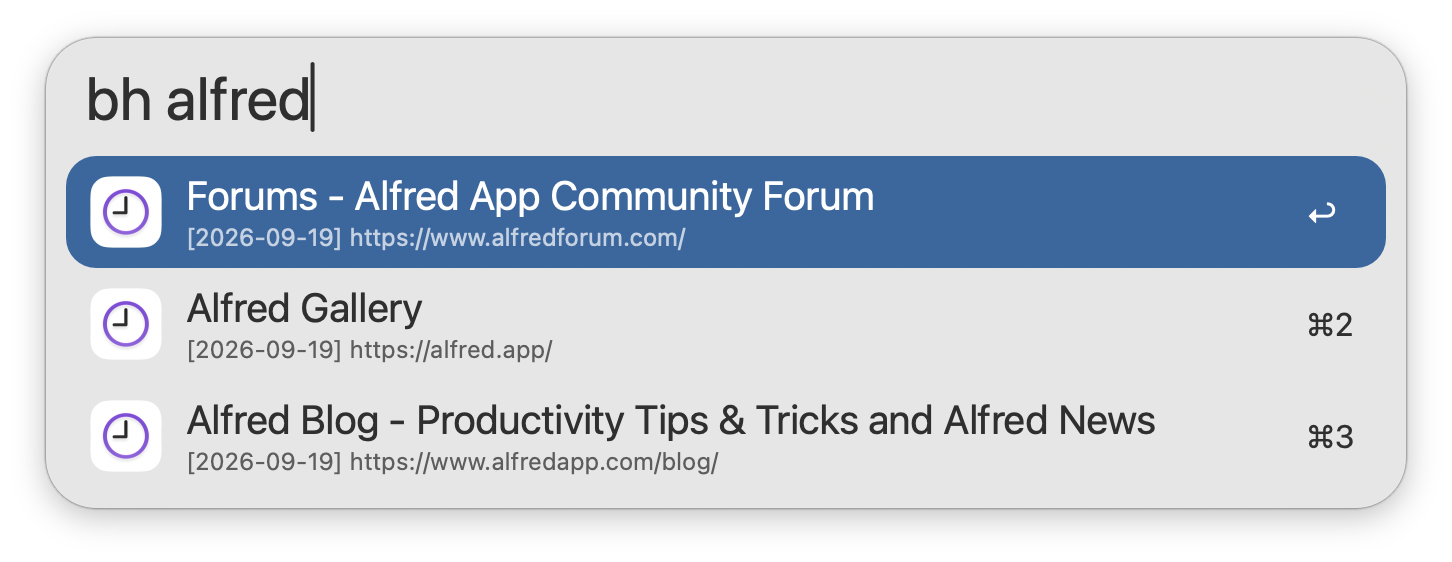 bh alfred
Forums - Alfred App Community Forum
[2026-09-19] https://www.alfredforum.com/
↩
Alfred Gallery
[2026-09-19] https://alfred.app/
⌘2
Alfred Blog - Productivity Tips & Tricks and Alfred News
[2026-09-19] https://www.alfredapp.com/blog/
⌘3